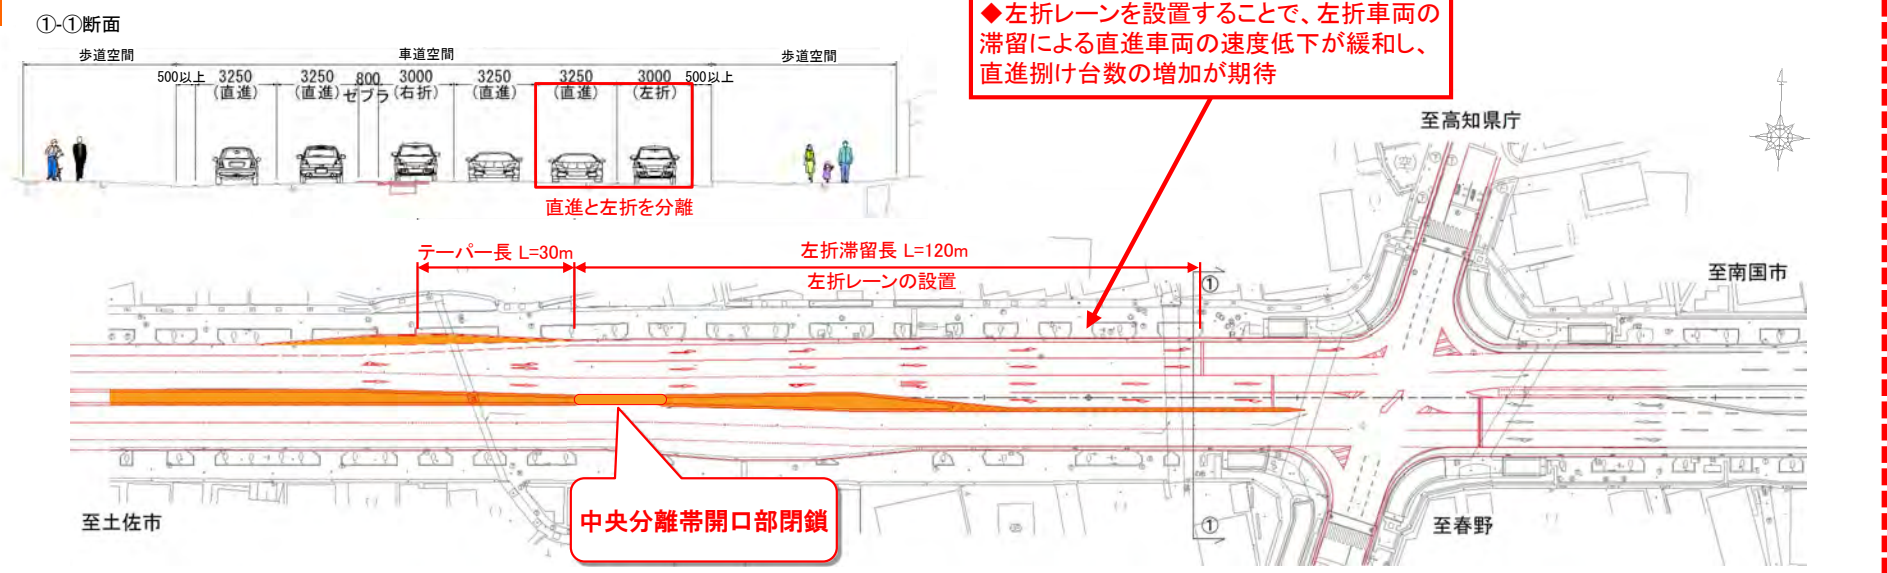 ①-①断面
◆左折レーンを設置することで、左折車両の
滞留による直進車両の速度低下が緩和し、
直進捌け台数の増加が期待
歩道空間
車道空間
歩道空間
500以上
3250
(直進)
3250
(直進)
800
ゼブラ
3000
(右折)
3250
(直進)
3250
(直進)
3000
(左折)
500以上
直進と左折を分離
至高知県庁
テーパー長 L=30m
左折滞留長 L=120m
左折レーンの設置
①
至南国市
中央分離帯開口部閉鎖
至土佐市
①
至春野